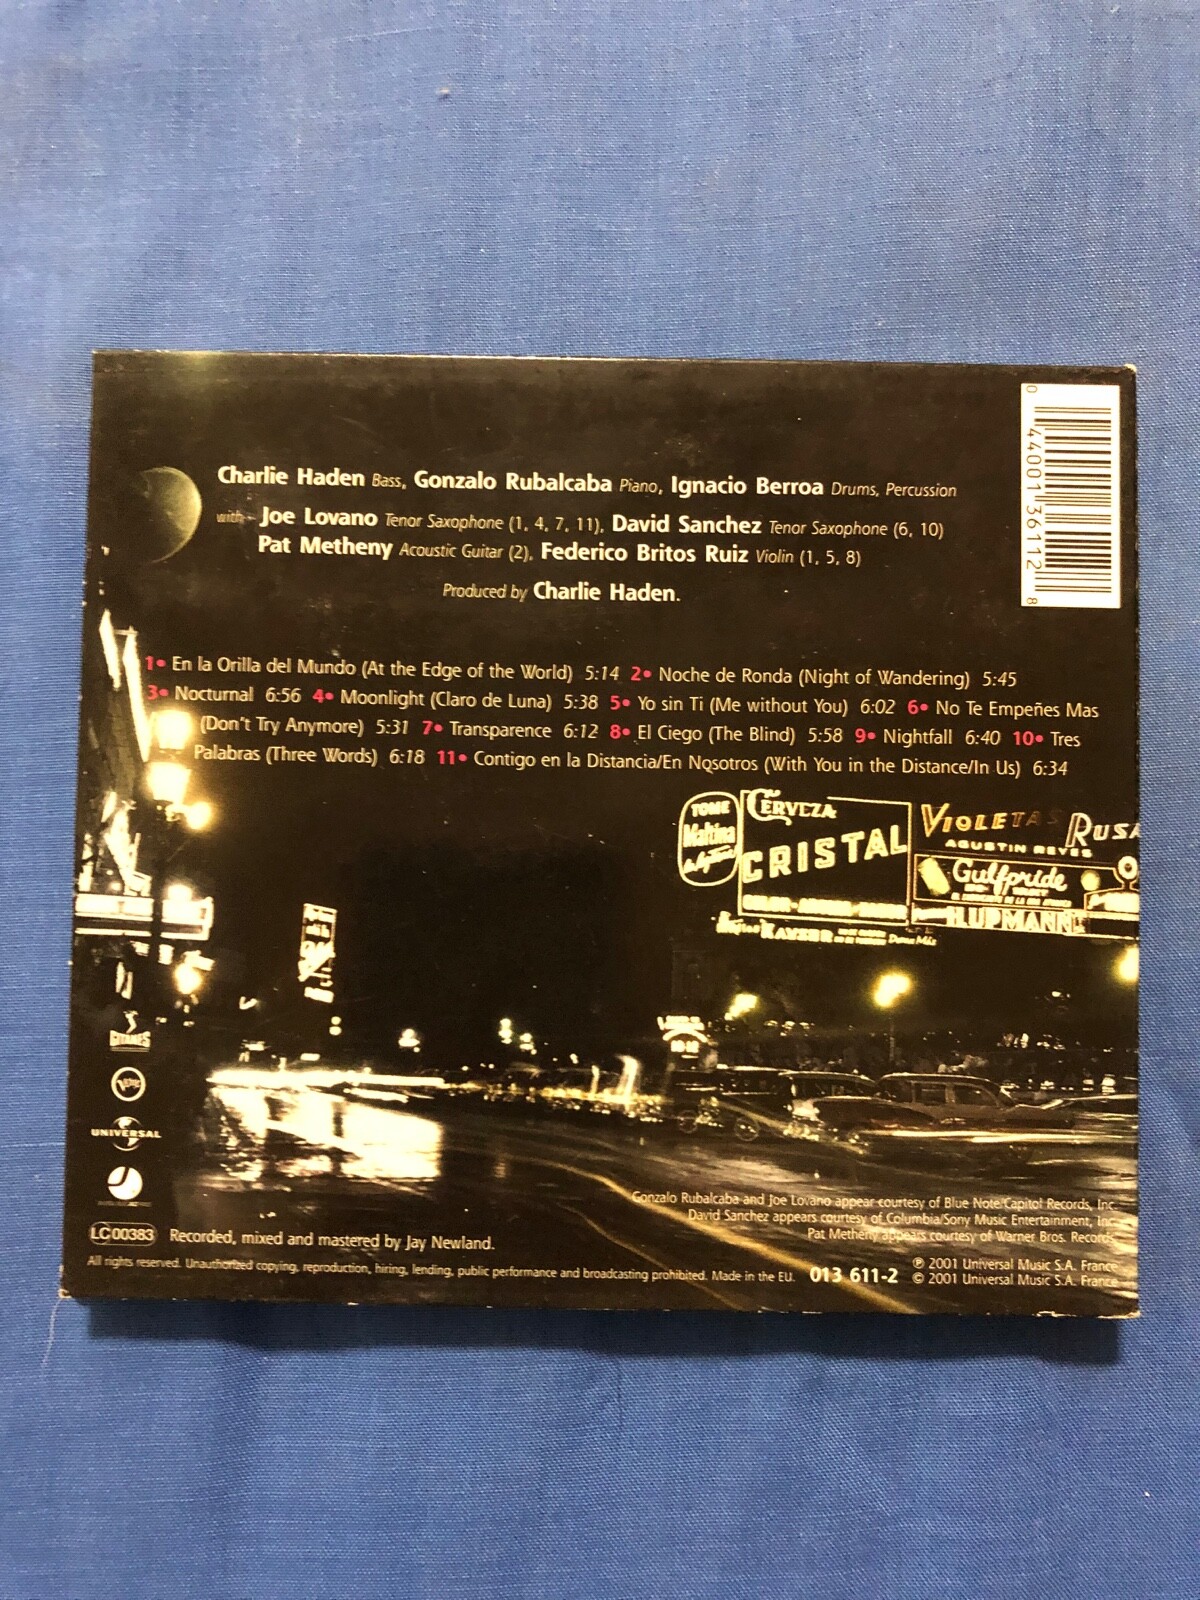 Charlie Haden Bass, Gonzalo Rubalcaba Piano, Ignacio Berroa Drums, Percussion
with - Joe Lovano Tenor Saxophone (1, 4, 7, 11), David Sanchez Tenor Saxophone (6, 10)
Pat Metheny Acoustic Guitar (2), Federico Britos Ruiz Violin (1, 5, 8)
Produced by Charlie Haden.
0 44001 36112 8
1• En la Orilla del Mundo (At the Edge of the World) 5:14 2• Noche de Ronda (Night of Wandering) 5:45
3• Nocturnal 6:56 4• Moonlight (Claro de Luna) 5:38 5• Yo sin Ti (Me without You) 6:02 6• No Te Empeñes Mas
(Don't Try Anymore) 5:31 7• Transparence 6:12 8• El Ciego (The Blind) 5:58 9• Nightfall 6:40 10• Tres
Palabras (Three Words) 6:18 11• Contigo en la Distancia/En Nosotros (With You in the Distance/In Us) 6:34
TOME
Maltina
CERVEZA
CRISTAL
VIOLETAS RUSA
AGUSTIN REYES
Gulfpride
H.UPMANN
KAYSER
GITANES
VERVE
UNIVERSAL
Gonzalo Rubalcaba and Joe Lovano appear courtesy of Blue Note/Capitol Records, Inc.
David Sanchez appears courtesy of Columbia/Sony Music Entertainment, Inc.
Pat Metheny appears courtesy of Warner Bros. Records
LC 00383 Recorded, mixed and mastered by Jay Newland.
All rights reserved. Unauthorized copying, reproduction, hiring, lending, public performance and broadcasting prohibited. Made in the EU. 013 611-2
℗ 2001 Universal Music S.A. France
© 2001 Universal Music S.A. France